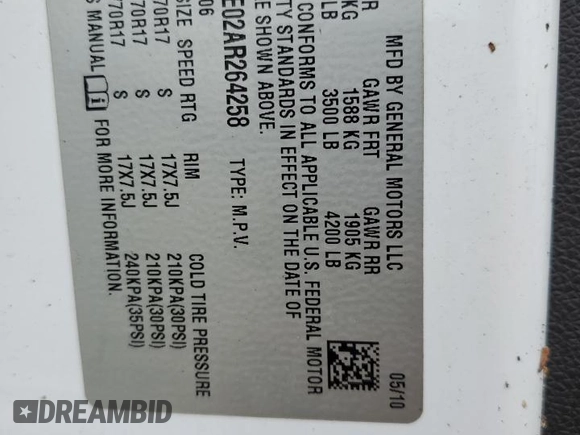 MFD BY GENERAL MOTORS LLC
05/10
RR GAWR FRT GAWR RR
KG 1588 KG 1905 KG
LB 3500 LB 4200 LB
CONFORMS TO ALL APPLICABLE U.S. FEDERAL MOTOR
TY STANDARDS IN EFFECT ON THE DATE OF
E SHOWN ABOVE.
E02AR264258 TYPE: M.P.V.
06
SIZE SPEED RTG RIM COLD TIRE PRESSURE
70R17 S 17X7.5J 210KPA(30PSI)
70R17 S 17X7.5J 210KPA(30PSI)
70R17 S 17X7.5J 240KPA(35PSI)
S MANUAL FOR MORE INFORMATION.
DREAMBID